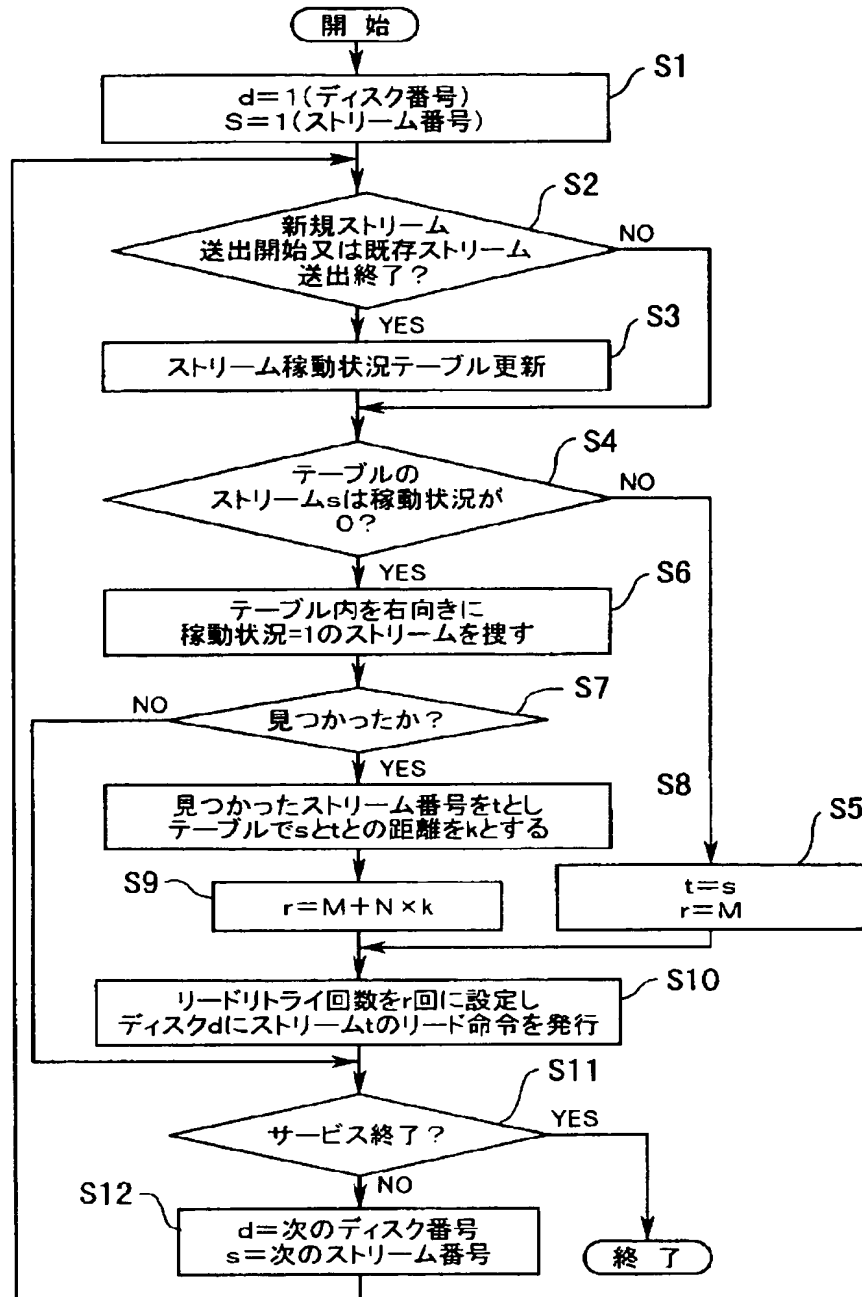 開始
S1
d=1(ディスク番号)
S=1(ストリーム番号)
S2
新規ストリーム
送出開始又は既存ストリーム
送出終了?
NO
YES
S3
ストリーム稼動状況テーブル更新
S4
テーブルの
ストリームsは稼動状況が
0?
NO
YES
S6
テーブル内を右向きに
稼動状況=1のストリームを捜す
S7
NO
見つかったか?
YES
S8
見つかったストリーム番号をtとし
テーブルでsとtとの距離をkとする
S5
t=s
r=M
S9
r=M+N×k
S10
リードリトライ回数をr回に設定し
ディスクdにストリームtのリード命令を発行
S11
サービス終了?
YES
NO
S12
d=次のディスク番号
s=次のストリーム番号
終了